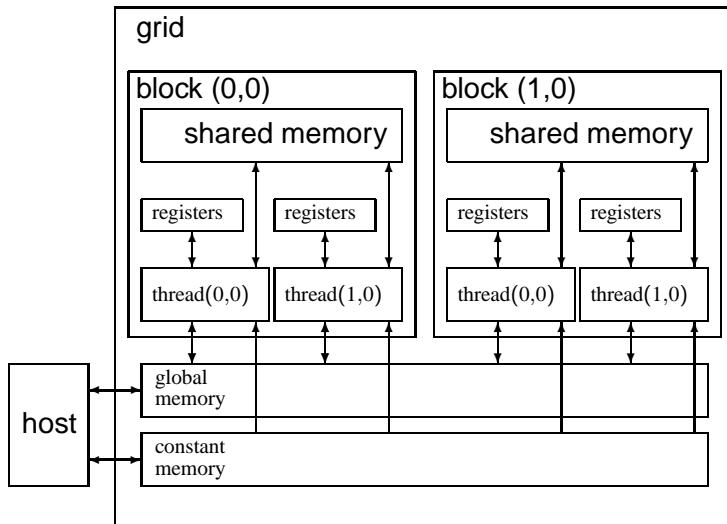 grid
block (0,0)
block (1,0)
shared memory
shared memory
registers
registers
registers
registers
thread(0,0)
thread(1,0)
thread(0,0)
thread(1,0)
global
memory
host
constant
memory